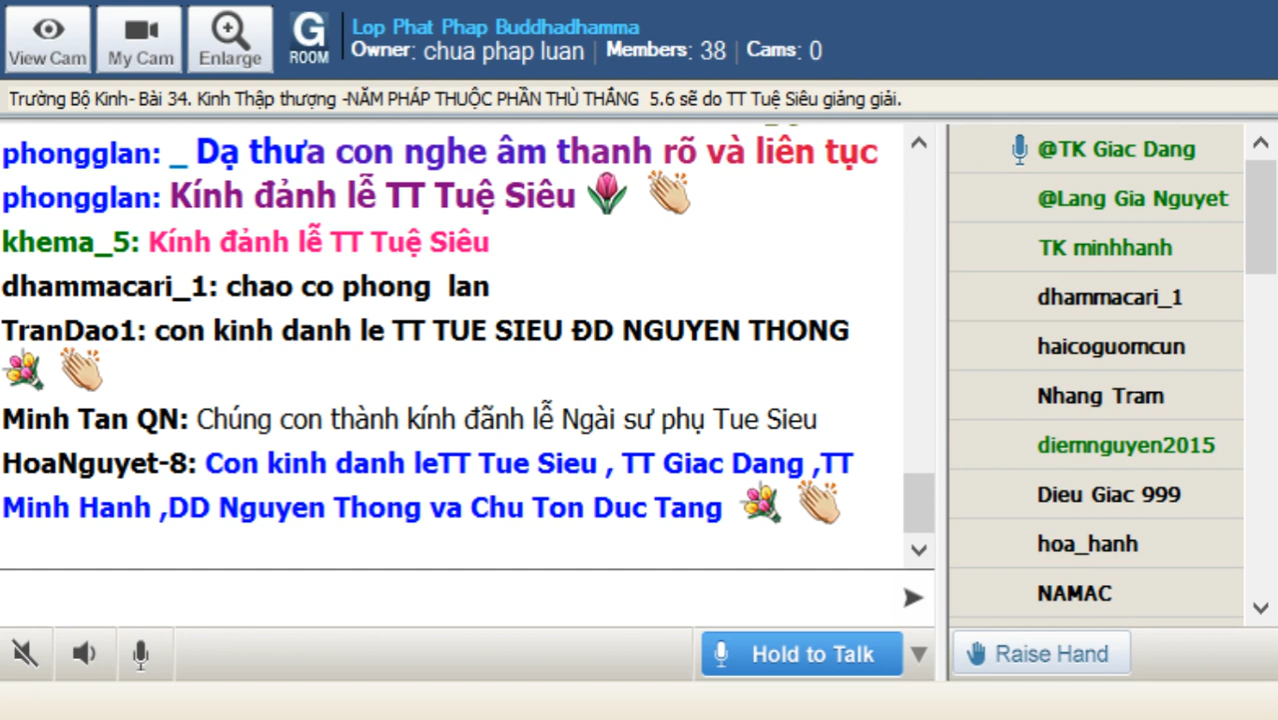 View Cam
My Cam
Enlarge
G
ROOM
Lop Phat Phap Buddhadhamma
Owner: chua phap luan | Members: 38 | Cams: 0
Trường Bộ Kinh- Bài 34. Kinh Thập thượng -NĂM PHÁP THUỘC PHẦN THÙ THẮNG 5.6 sẽ do TT Tuệ Siêu giảng giải.
phongglan: _ Dạ thưa con nghe âm thanh rõ và liên tục
phongglan: Kính đảnh lễ TT Tuệ Siêu
khema_5: Kính đảnh lễ TT Tuệ Siêu
dhammacari_1: chao co phong lan
TranDao1: con kinh danh le TT TUE SIEU ĐD NGUYEN THONG
Minh Tan QN: Chúng con thành kính đãnh lễ Ngài sư phụ Tue Sieu
HoaNguyet-8: Con kinh danh leTT Tue Sieu , TT Giac Dang ,TT
Minh Hanh ,DD Nguyen Thong va Chu Ton Duc Tang
@TK Giac Dang
@Lang Gia Nguyet
TK minhhanh
dhammacari_1
haicoguomcun
Nhang Tram
diemnguyen2015
Dieu Giac 999
hoa_hanh
NAMAC
Hold to Talk
Raise Hand